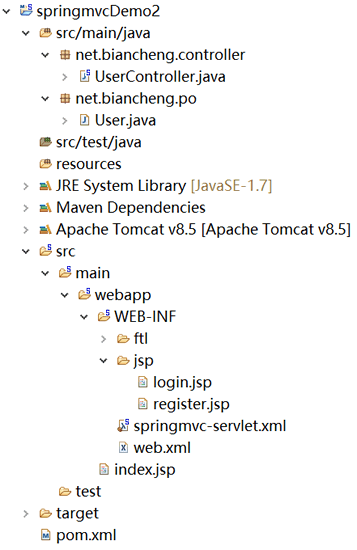 springmvcDemo2
src/main/java
net.biancheng.controller
UserController.java
net.biancheng.po
User.java
src/test/java
resources
JRE System Library [JavaSE-1.7]
Maven Dependencies
Apache Tomcat v8.5 [Apache Tomcat v8.5]
src
main
webapp
WEB-INF
ftl
jsp
login.jsp
register.jsp
springmvc-servlet.xml
web.xml
index.jsp
test
target
pom.xml